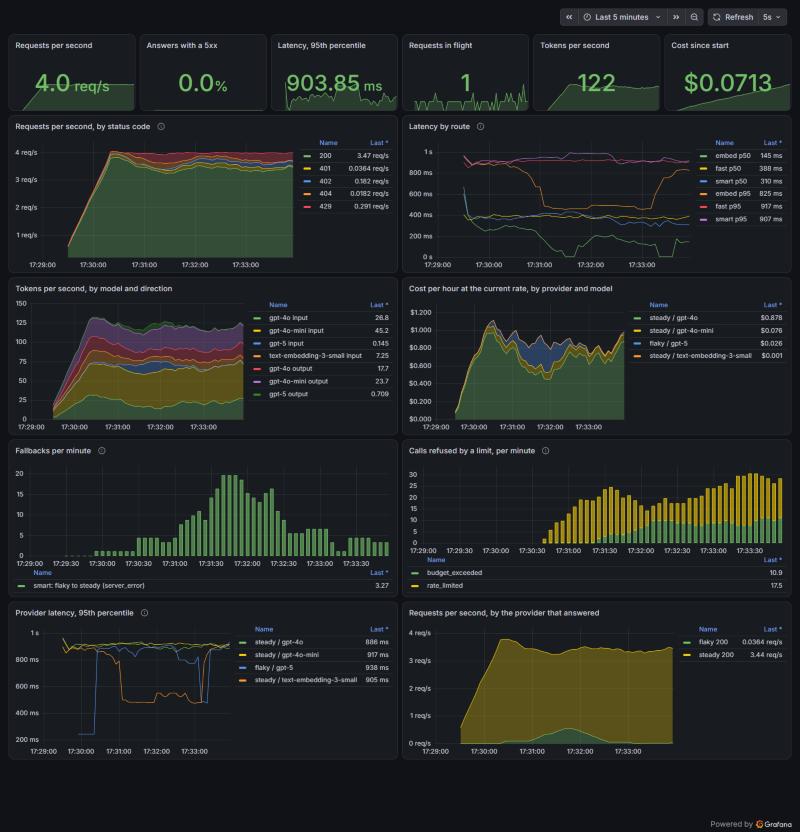 Last 5 minutes
Refresh 5s
Requests per second
4.0 req/s
Answers with a 5xx
0.0%
Latency, 95th percentile
903.85 ms
Requests in flight
1
Tokens per second
122
Cost since start
$0.0713
Requests per second, by status code
4 req/s
3 req/s
2 req/s
1 req/s
17:29:00 17:30:00 17:31:00 17:32:00 17:33:00
Name Last *
200 3.47 req/s
401 0.0364 req/s
402 0.182 req/s
404 0.0182 req/s
429 0.291 req/s
Latency by route
1 s
800 ms
600 ms
400 ms
200 ms
0 s
17:29:00 17:30:00 17:31:00 17:32:00 17:33:00
Name Last *
embed p50 145 ms
fast p50 388 ms
smart p50 310 ms
embed p95 825 ms
fast p95 917 ms
smart p95 907 ms
Tokens per second, by model and direction
150
125
100
75
50
25
0
17:29:00 17:30:00 17:31:00 17:32:00 17:33:00
Name Last *
gpt-4o input 26.8
gpt-4o-mini input 45.2
gpt-5 input 0.145
text-embedding-3-small input 7.25
gpt-4o output 17.7
gpt-4o-mini output 23.7
gpt-5 output 0.709
Cost per hour at the current rate, by provider and model
$1.200
$1.000
$0.800
$0.600
$0.400
$0.200
$0.000
17:29:00 17:30:00 17:31:00 17:32:00 17:33:00
Name Last *
steady / gpt-4o $0.878
steady / gpt-4o-mini $0.076
flaky / gpt-5 $0.026
steady / text-embedding-3-small $0.001
Fallbacks per minute
20
15
10
5
0
17:29:00 17:29:30 17:30:00 17:30:30 17:31:00 17:31:30 17:32:00 17:32:30 17:33:00 17:33:30
Name Last *
smart: flaky to steady (server_error) 3.27
Calls refused by a limit, per minute
30
25
20
15
10
5
0
17:29:00 17:29:30 17:30:00 17:30:30 17:31:00 17:31:30 17:32:00 17:32:30 17:33:00 17:33:30
Name Last *
budget_exceeded 10.9
rate_limited 17.5
Provider latency, 95th percentile
1 s
800 ms
600 ms
400 ms
200 ms
17:29:00 17:30:00 17:31:00 17:32:00 17:33:00
Name Last *
steady / gpt-4o 886 ms
steady / gpt-4o-mini 917 ms
flaky / gpt-5 938 ms
steady / text-embedding-3-small 905 ms
Requests per second, by the provider that answered
4 req/s
3 req/s
2 req/s
1 req/s
0 req/s
17:29:00 17:30:00 17:31:00 17:32:00 17:33:00
Name Last *
flaky 200 0.0364 req/s
steady 200 3.44 req/s
Powered by Grafana